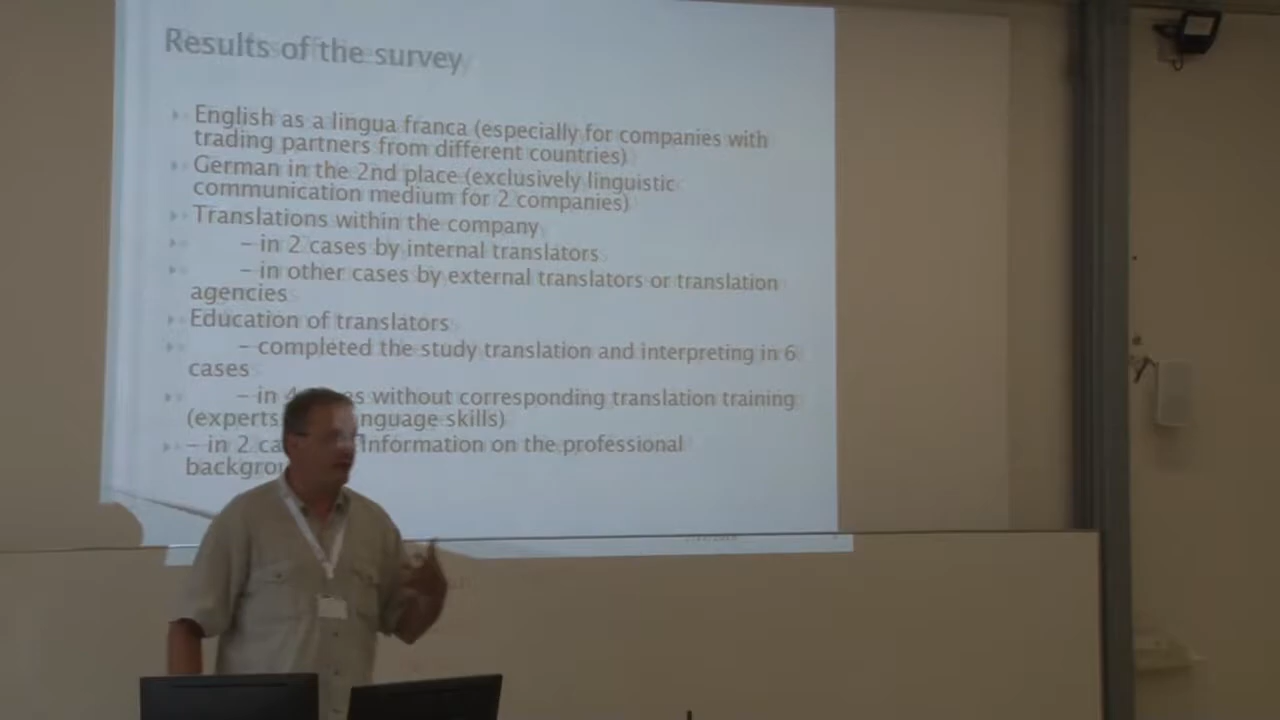 Results of the survey
English as a lingua franca (especially for companies with
trading partners from different countries)
German in the 2nd place (exclusively linguistic
communication medium for 2 companies)
Translations within the company
– in 2 cases by internal translators
– in other cases by external translators or translation
agencies
Education of translators
– completed the study translation and interpreting in 6
cases
– in 4 without corresponding translation training
(experts skills)
– in 2 Information on the professional